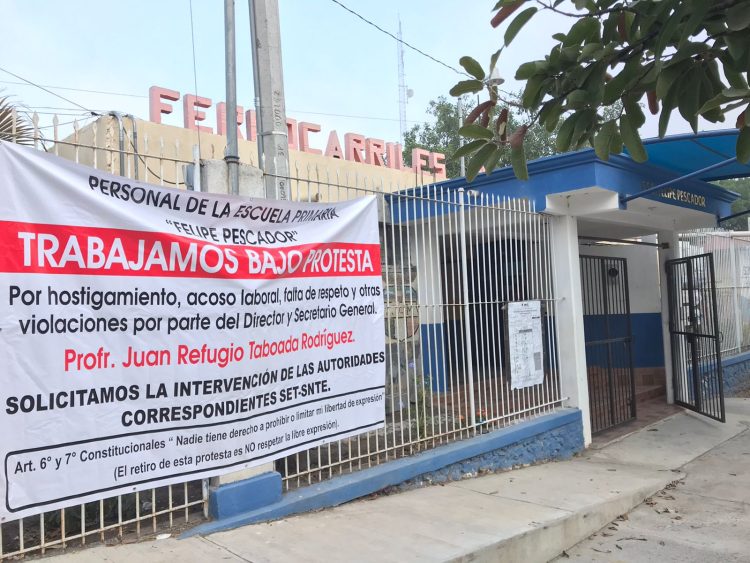 FERROCARRILES
FELIPE PESCADOR
PERSONAL DE LA ESCUELA PRIMARIA
"FELIPE PESCADOR"
TRABAJAMOS BAJO PROTESTA
Por hostigamiento, acoso laboral, falta de respeto y otras
violaciones por parte del Director y Secretario General.
Profr. Juan Refugio Taboada Rodríguez.
SOLICITAMOS LA INTERVENCIÓN DE LAS AUTORIDADES
CORRESPONDIENTES SET-SNTE.
Art. 6° y 7° Constitucionales " Nadie tiene derecho a prohibir o limitar mi libertad de expresión"
(El retiro de esta protesta es NO respetar la libre expresión).